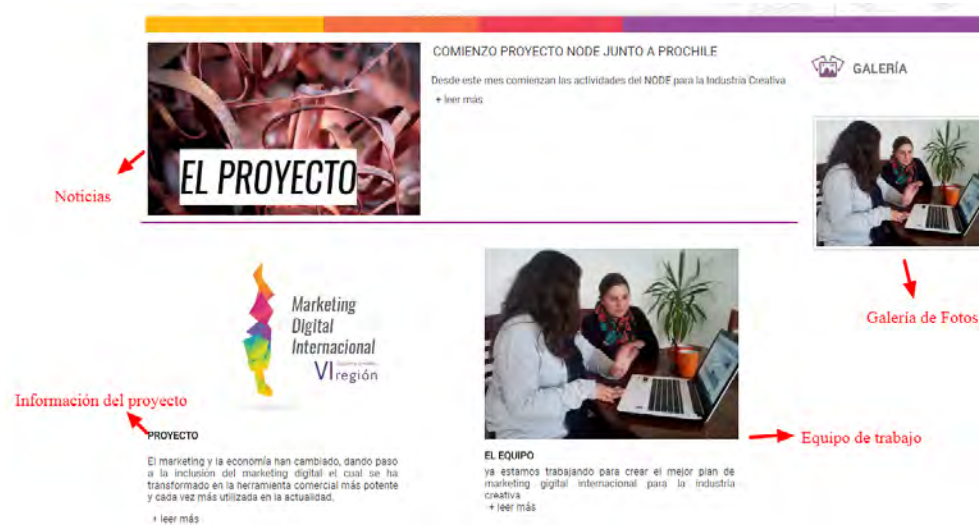 COMIENZO PROYECTO NODE JUNTO A PROCHILE
Desde este mes comienzan las actividades del NODE para la Industria Creativa
+ leer más
GALERÍA
EL PROYECTO
Noticias
Galería de Fotos
Marketing
Digital
Internacional
VI región
Información del proyecto
PROYECTO
El marketing y la economía han cambiado, dando paso
a la inclusión del marketing digital el cual se ha
transformado en la herramienta comercial más potente
y cada vez más utilizada en la actualidad.
+ leer más
Equipo de trabajo
EL EQUIPO
ya estamos trabajando para crear el mejor plan de
marketing gigital internacional para la industria
creativa
+ leer más